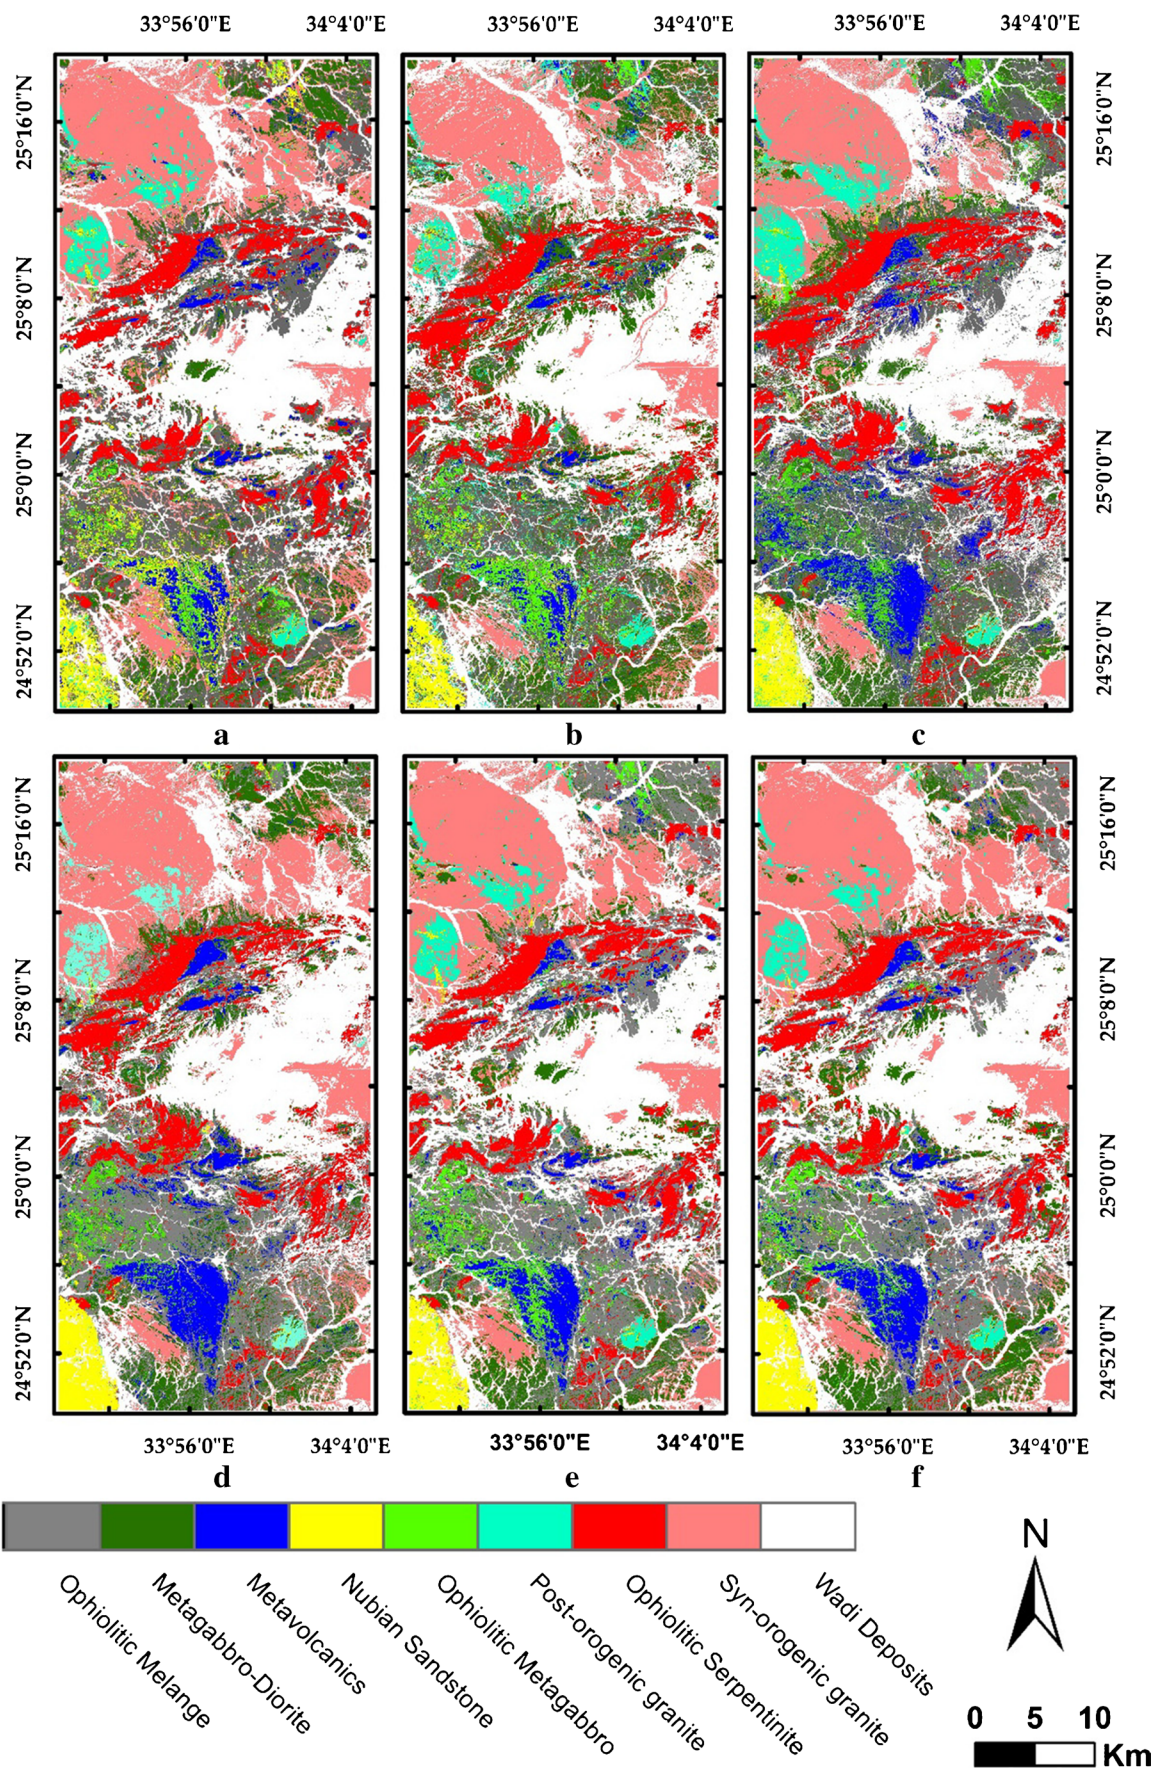 33°56'0"E 34°4'0"E 33°56'0"E 34°4'0"E 33°56'0"E 34°4'0"E
25°16'0"N 25°16'0"N
25°8'0"N 25°8'0"N
25°0'0"N 25°0'0"N
24°52'0"N 24°52'0"N
a b c
25°16'0"N 25°16'0"N
25°8'0"N 25°8'0"N
25°0'0"N 25°0'0"N
24°52'0"N 24°52'0"N
33°56'0"E 34°4'0"E 33°56'0"E 34°4'0"E 33°56'0"E 34°4'0"E
d e f
Ophiolitic Melange
Metagabbro-Diorite
Metavolcanics
Nubian Sandstone
Ophiolitic Metagabbro
Post-orogenic granite
Ophiolitic Serpentinite
Syn-orogenic granite
Wadi Deposits
N
0 5 10
Km